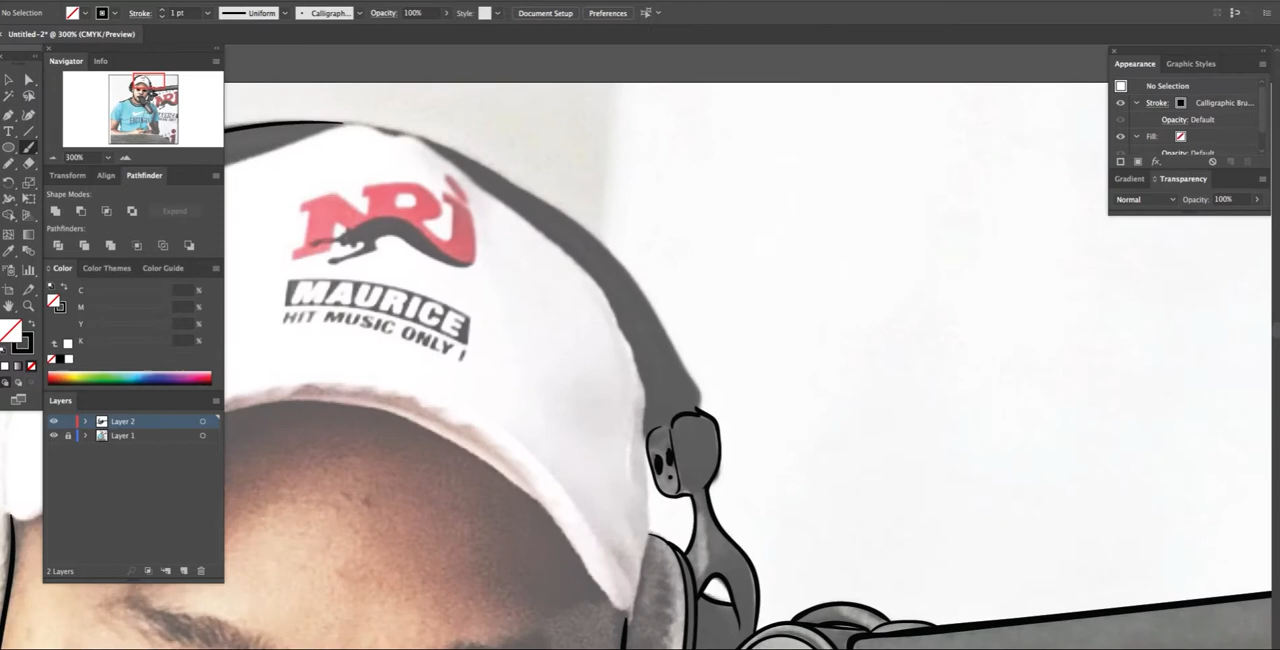 No Selection Stroke: 1 pt Uniform Calligraph... Opacity: 100% Style: Document Setup Preferences
Untitled-2* @ 300% (CMYK/Preview)
Navigator Info
300%
Transform Align Pathfinder
Shape Modes:
Expand
Pathfinders:
Color Color Themes Color Guide
C %
M %
Y %
K %
Layers
Layer 2
Layer 1
2 Layers
NRJ
MAURICE
HIT MUSIC ONLY !
Appearance Graphic Styles
No Selection
Stroke: Calligraphic Bru...
Opacity: Default
Fill:
Opacity: Default
fx
Gradient Transparency
Normal Opacity: 100%